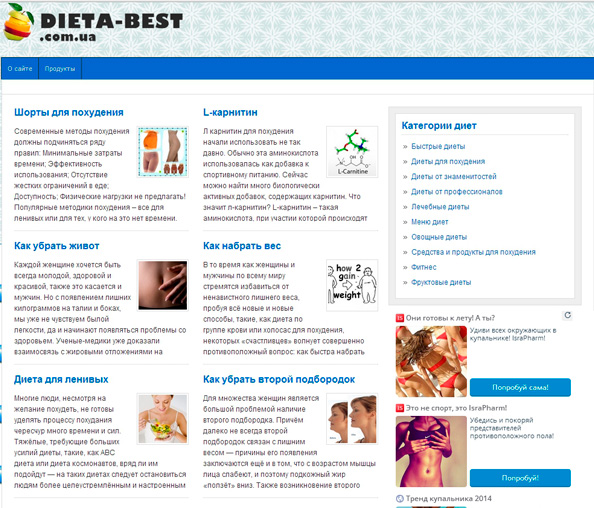 DIETA-BEST
.com.ua
О сайте
Продукты
Шорты для похудения
Современные методы похудения
должны подчиняться ряду
правил: Минимальные затраты
времени; Эффективность
использования; Отсутствие
жестких ограничений в еде;
Доступность; Физические нагрузки не предлагать!
Популярные методики похудения – все для
ленивых или для тех, у кого на это нет времени.
L-карнитин
Л карнитин для похудения
начали использовать не так
давно. Обычно эта аминокислота
использовалась как добавка к
спортивному питанию. Сейчас
можно найти много биологически
активных добавок, содержащих карнитин. Что
значит л-карнитин? L-карнитин – такая
аминокислота, при участии которой происходят
L-Carnitine
Как убрать живот
Каждой женщине хочется быть
всегда молодой, здоровой и
красивой, также это касается и
мужчин. Но с появлением лишних
килограммов на талии и боках,
мы уже не чувствуем былой
легкости, да и начинают появляться проблемы со
здоровьем. Ученые-медики уже доказали
взаимосвязь с жировыми отложениями на
Как набрать вес
В то время как женщины и
мужчины по всему миру
стремятся избавиться от
ненавистного лишнего веса,
пробуя всё новые и новые
способы, такие, как диета по
группе крови или холосас для похудения,
некоторых «счастливцев» волнует совершенно
противоположный вопрос: как быстра набрать
how 2
gain
weight
Диета для ленивых
Многие люди, несмотря на
желание похудеть, не готовы
уделять процессу похудания
чересчур много времени и сил.
Тяжёлые, требующие больших
усилий диеты, такие, как ABC
диета или диета космонавтов, вряд ли им
подойдут — на таких диетах следует остановиться
людям более целеустремлённым и настроенным
Как убрать второй подбородок
Для множества женщин является
большой проблемой наличие
второго подбородка. Причём
далеко не всегда второй
подбородок связан с лишним
весом — причины его появления
заключаются ещё и в том, что с возрастом мышцы
лица слабеют, и поэтому подкожный жир
«ползёт» вниз. Также возникновение второго
Категории диет
» Быстрые диеты
» Диеты для похудения
» Диеты от знаменитостей
» Диеты от профессионалов
» Лечебные диеты
» Меню диет
» Овощные диеты
» Средства и продукты для похудения
» Фитнес
» Фруктовые диеты
IS Они готовы к лету! А ты?
Удиви всех окружающих в
купальнике! IsraPharm!
Попробуй сама!
IS Это не спорт, это IsraPharm!
Убедись и покоряй
представителей
противоположного пола!
Попробуй!
Тренд купальника 2014